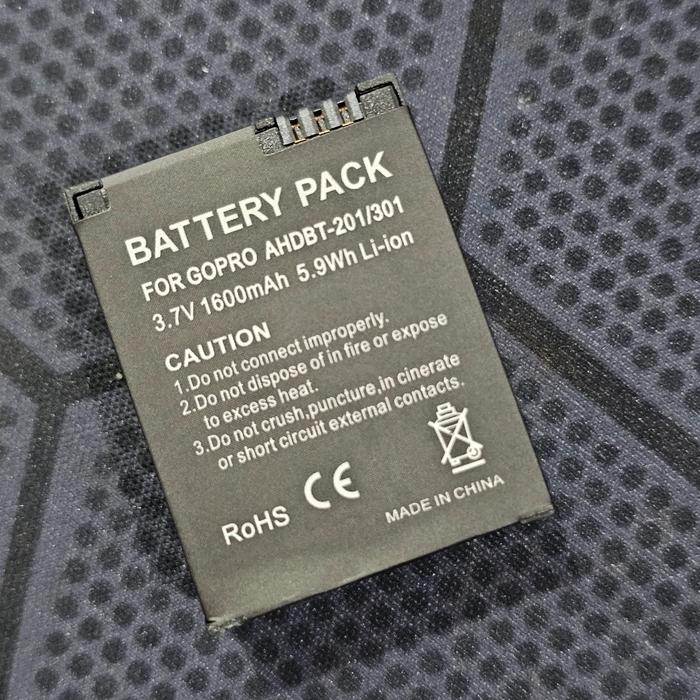 BATTERY PACK
FOR GOPRO AHDBT-201/301
3.7V 1600mAh 5.9Wh Li-ion
CAUTION
1.Do not connect improperly.
2.Do not dispose of in fire or expose
to excess heat.
3.Do not crush,puncture,in cinerate
or short circuit external contacts.
RoHS CE
MADE IN CHINA